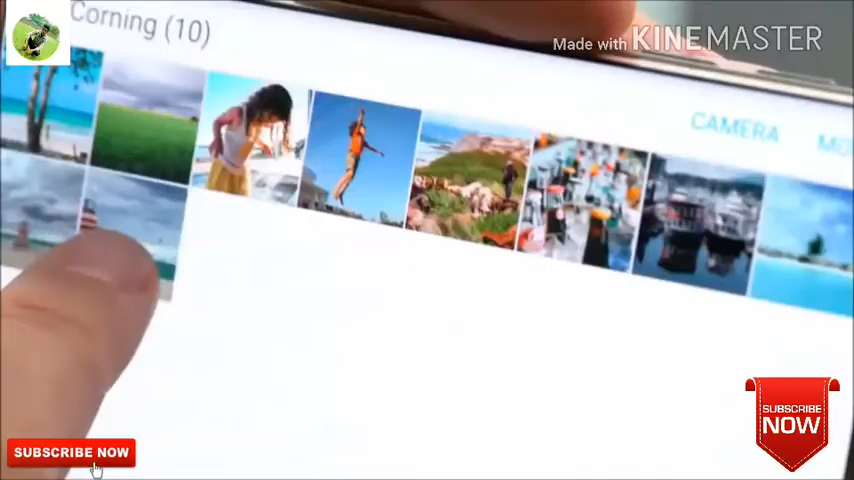 Corning (10)
Made with KINEMASTER
CAMERA
SUBSCRIBE
NOW
SUBSCRIBE NOW